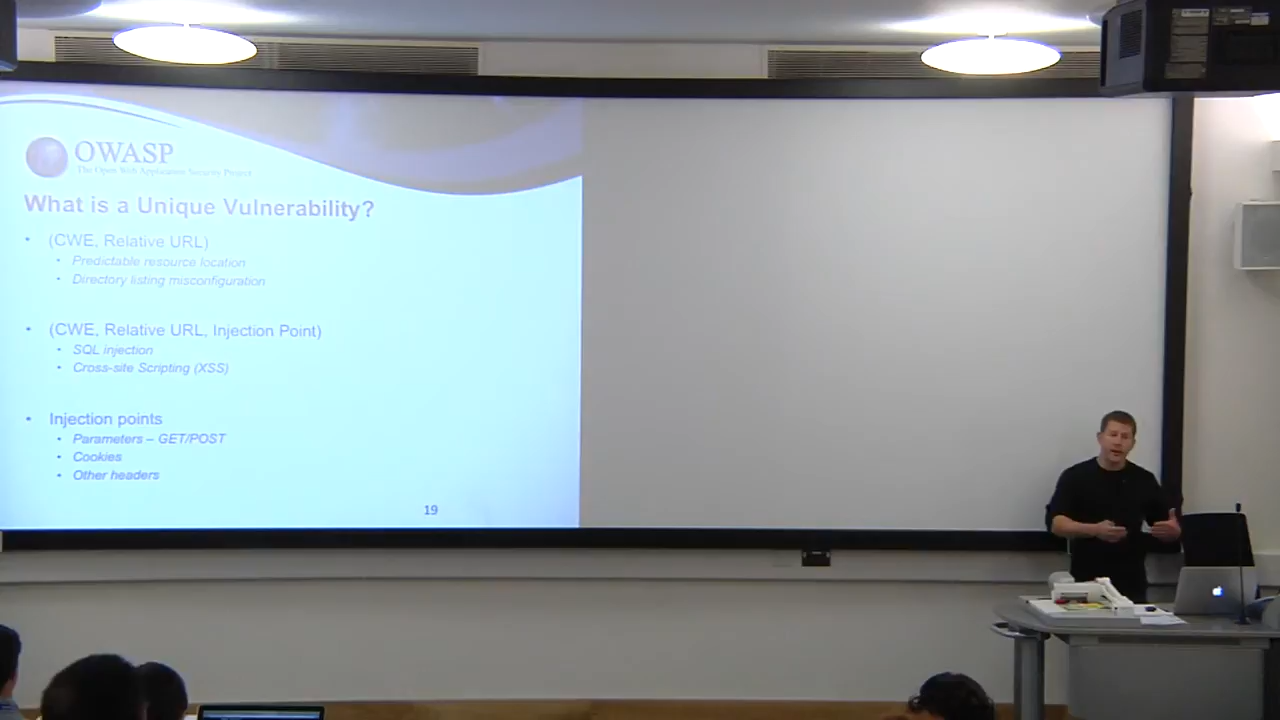 OWASP
The Open Web Application Security Project
What is a Unique Vulnerability?
• (CWE, Relative URL)
• Predictable resource location
• Directory listing misconfiguration
• (CWE, Relative URL, Injection Point)
• SQL injection
• Cross-site Scripting (XSS)
• Injection points
• Parameters – GET/POST
• Cookies
• Other headers
19